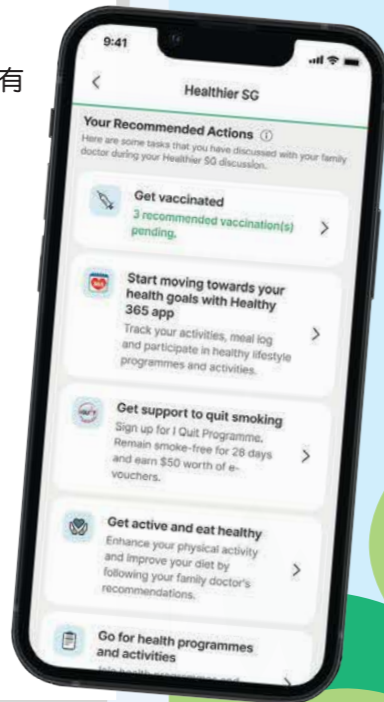 有
9:41
Healthier SG
Your Recommended Actions
Here are some tasks that you have discussed with your family
doctor during your Healthier SG discussion.
Get vaccinated
3 recommended vaccination(s)
pending.
Start moving towards your
health goals with Healthy
365 app
Track your activities, meal log
and participate in healthy lifestyle
programmes and activities.
Get support to quit smoking
Sign up for I Quit Programme.
Remain smoke-free for 28 days
and earn $50 worth of e-
vouchers.
Get active and eat healthy
Enhance your physical activity
and improve your diet by
following your family doctor's
recommendations.
Go for health programmes
and activities